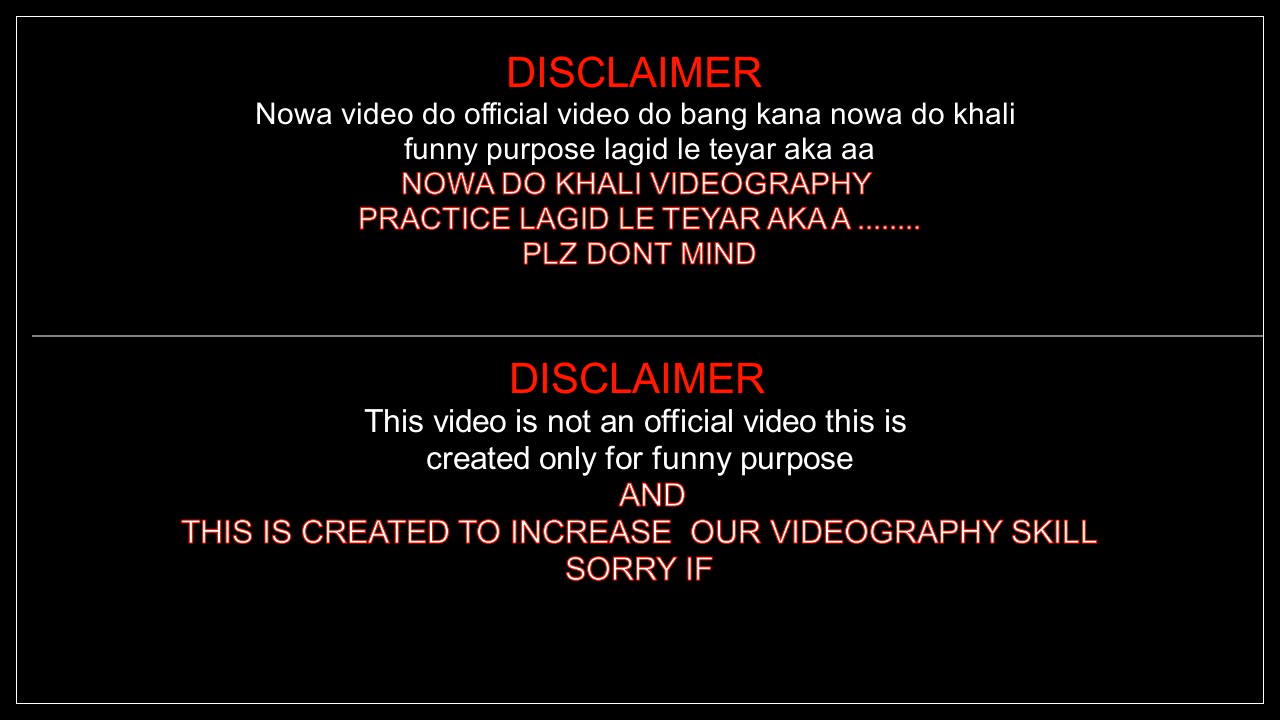 DISCLAIMER
Nowa video do official video do bang kana nowa do khali
funny purpose lagid le teyar aka aa
NOWA DO KHALI VIDEOGRAPHY
PRACTICE LAGID LE TEYAR AKA A ........
PLZ DONT MIND
DISCLAIMER
This video is not an official video this is
created only for funny purpose
AND
THIS IS CREATED TO INCREASE  OUR VIDEOGRAPHY SKILL
SORRY IF